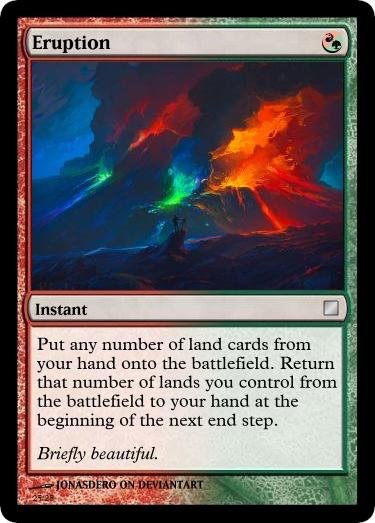 Eruption
Instant
Put any number of land cards from
your hand onto the battlefield. Return
that number of lands you control from
the battlefield to your hand at the
beginning of the next end step.
Briefly beautiful.
JONASDERO ON DEVIANTART